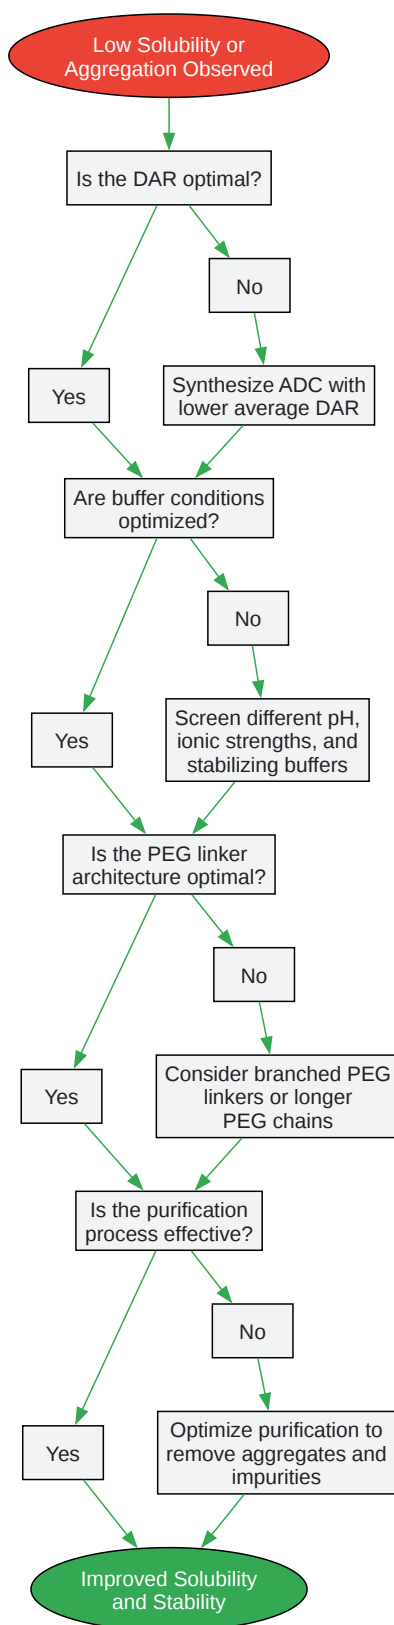 Low Solubility or
Aggregation Observed
Is the DAR optimal?
No
Yes
Synthesize ADC with
lower average DAR
Are buffer conditions
optimized?
No
Yes
Screen different pH,
ionic strengths, and
stabilizing buffers
Is the PEG linker
architecture optimal?
No
Yes
Consider branched PEG
linkers or longer
PEG chains
Is the purification
process effective?
No
Yes
Optimize purification to
remove aggregates and
impurities
Improved Solubility
and Stability